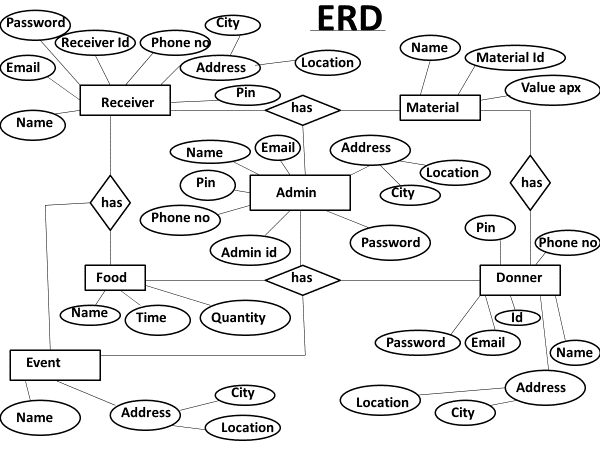 ERD
Password
City
Receiver Id
Phone no
Name
Material Id
Email
Address
Location
Value apx
Pin
Receiver
has
Material
Name
Name
Email
Address
Location
Pin
Admin
City
has
has
Phone no
Admin id
Password
Pin
Phone no
Food
has
Donner
Name
Time
Quantity
Id
Password
Email
Name
Event
Address
City
Location
Name
Address
City
Location